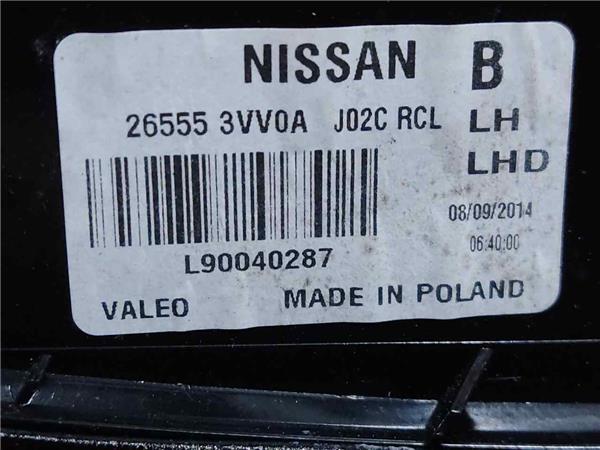 NISSAN B
26555 3VV0A J02C RCL LH
LHD
08/09/2014
06:40:00
L90040287
VALEO MADE IN POLAND